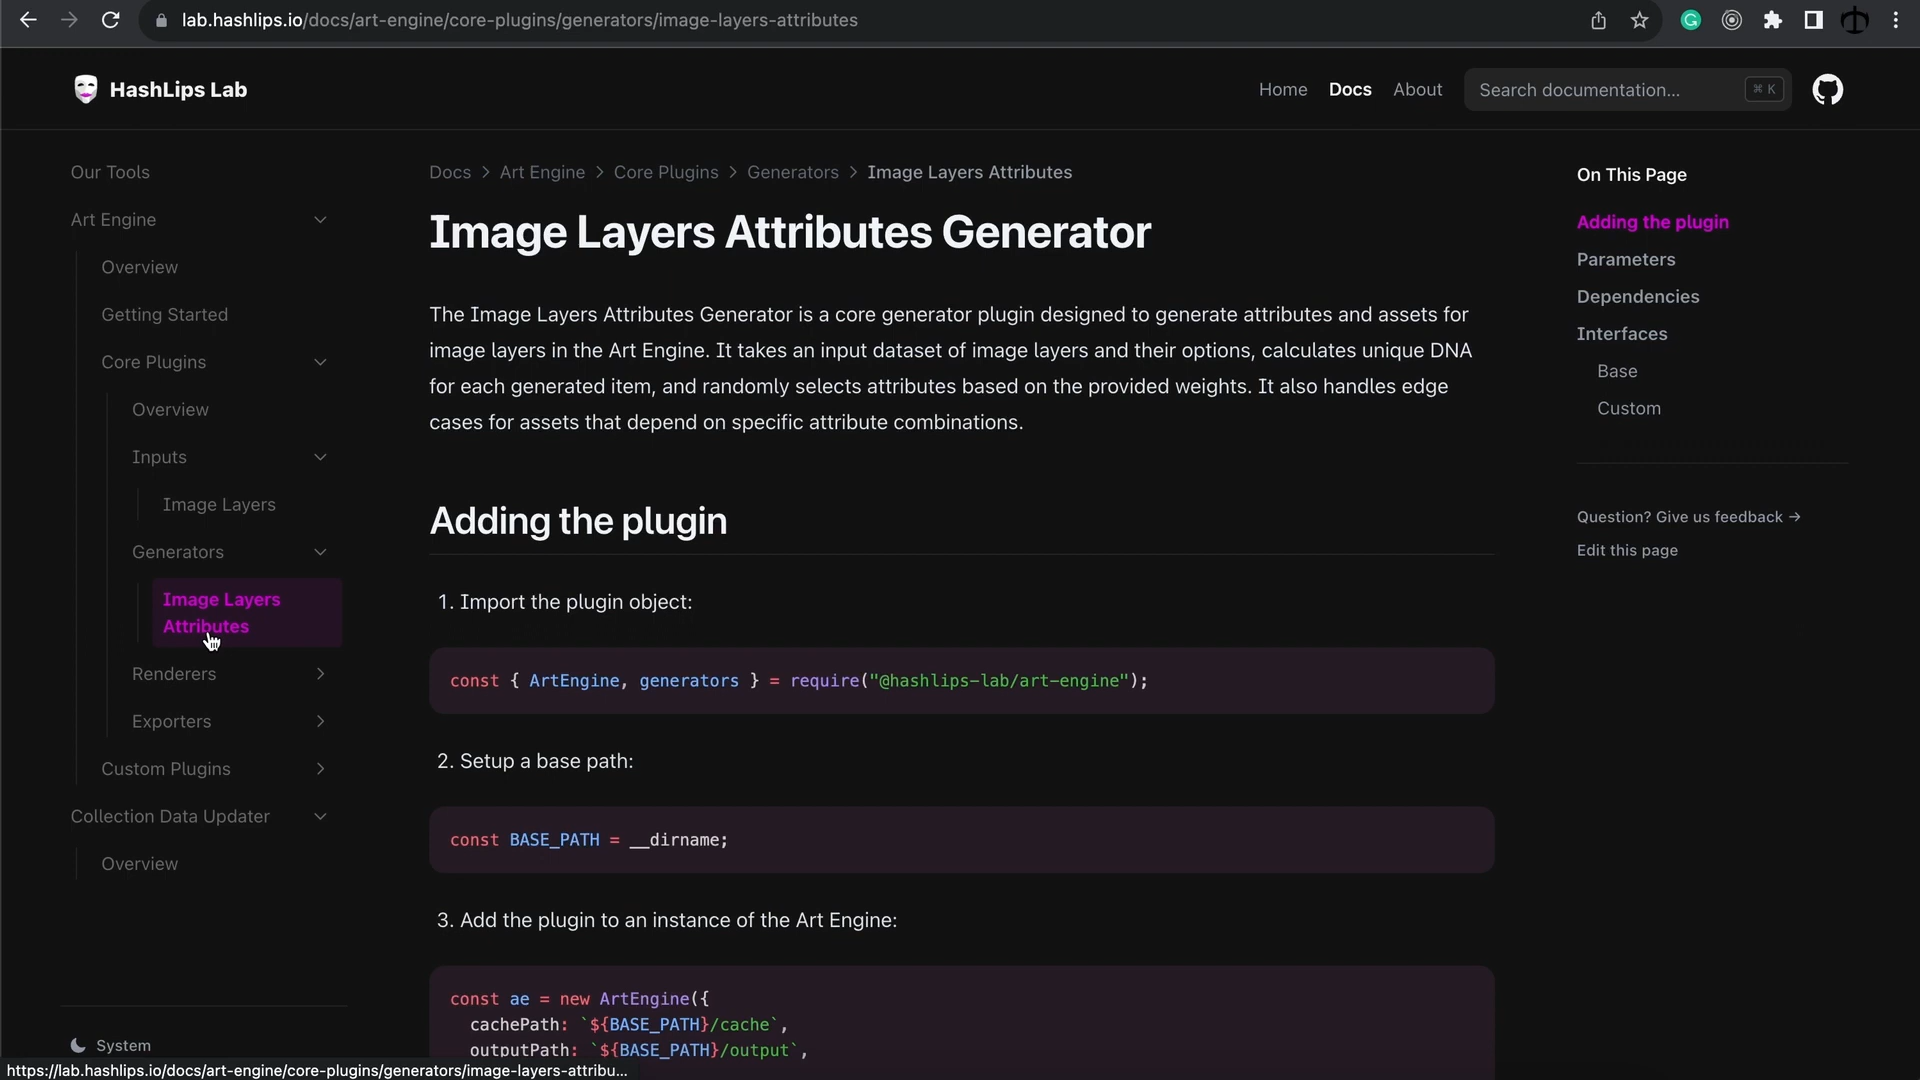 lab.hashlips.io/docs/art-engine/core-plugins/generators/image-layers-attributes
HashLips Lab
Home
Docs
About
Search documentation...
⌘ K
Our Tools
Art Engine
Overview
Getting Started
Core Plugins
Overview
Inputs
Image Layers
Generators
Image Layers
Attributes
Renderers
Exporters
Custom Plugins
Collection Data Updater
Overview
System
Docs > Art Engine > Core Plugins > Generators > Image Layers Attributes
Image Layers Attributes Generator
The Image Layers Attributes Generator is a core generator plugin designed to generate attributes and assets for
image layers in the Art Engine. It takes an input dataset of image layers and their options, calculates unique DNA
for each generated item, and randomly selects attributes based on the provided weights. It also handles edge
cases for assets that depend on specific attribute combinations.
Adding the plugin
1. Import the plugin object:
const { ArtEngine, generators } = require("@hashlips-lab/art-engine");
2. Setup a base path:
const BASE_PATH = __dirname;
3. Add the plugin to an instance of the Art Engine:
const ae = new ArtEngine({
cachePath: `${BASE_PATH}/cache`,
outputPath: `${BASE_PATH}/output`,
On This Page
Adding the plugin
Parameters
Dependencies
Interfaces
Base
Custom
Question? Give us feedback →
Edit this page
https://lab.hashlips.io/docs/art-engine/core-plugins/generators/image-layers-attribu...